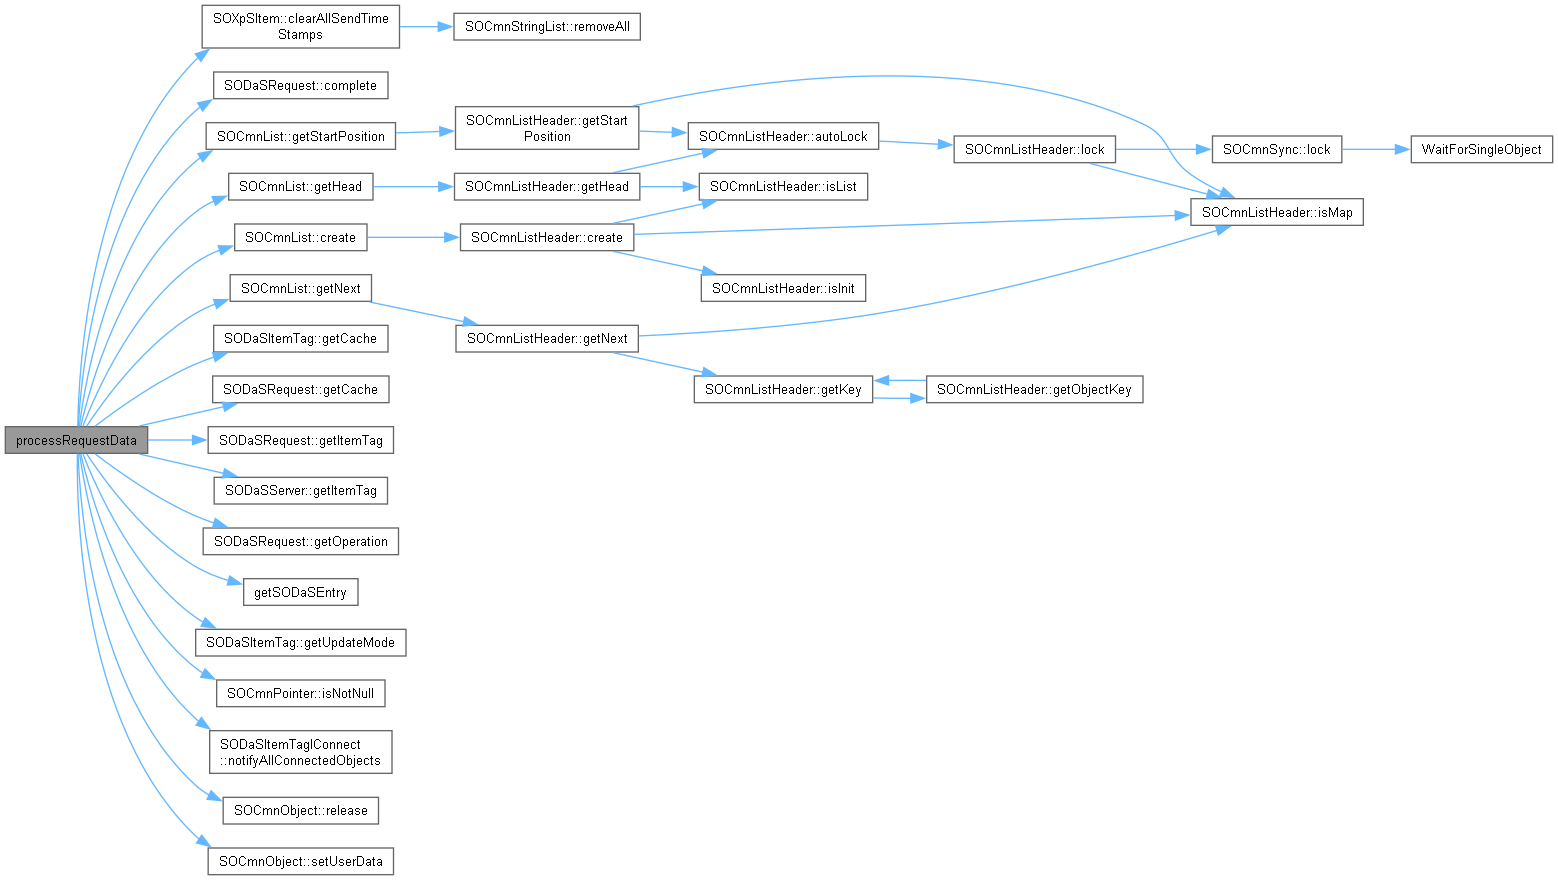 processRequestData
SOXpSItem::clearAllSendTime
Stamps
SOCmnStringList::removeAll
SODaSRequest::complete
SOCmnList::getStartPosition
SOCmnListHeader::getStart
Position
SOCmnListHeader::autoLock
SOCmnListHeader::lock
SOCmnSync::lock
WaitForSingleObject
SOCmnList::getHead
SOCmnListHeader::getHead
SOCmnListHeader::isList
SOCmnListHeader::isMap
SOCmnList::create
SOCmnListHeader::create
SOCmnListHeader::isInit
SOCmnList::getNext
SOCmnListHeader::getNext
SOCmnListHeader::getKey
SOCmnListHeader::getObjectKey
SODaSItemTag::getCache
SODaSRequest::getCache
SODaSRequest::getItemTag
SODaSServer::getItemTag
SODaSRequest::getOperation
getSODaSEntry
SODaSItemTag::getUpdateMode
SOCmnPointer::isNotNull
SODaSItemTagIConnect
::notifyAllConnectedObjects
SOCmnObject::release
SOCmnObject::setUserData